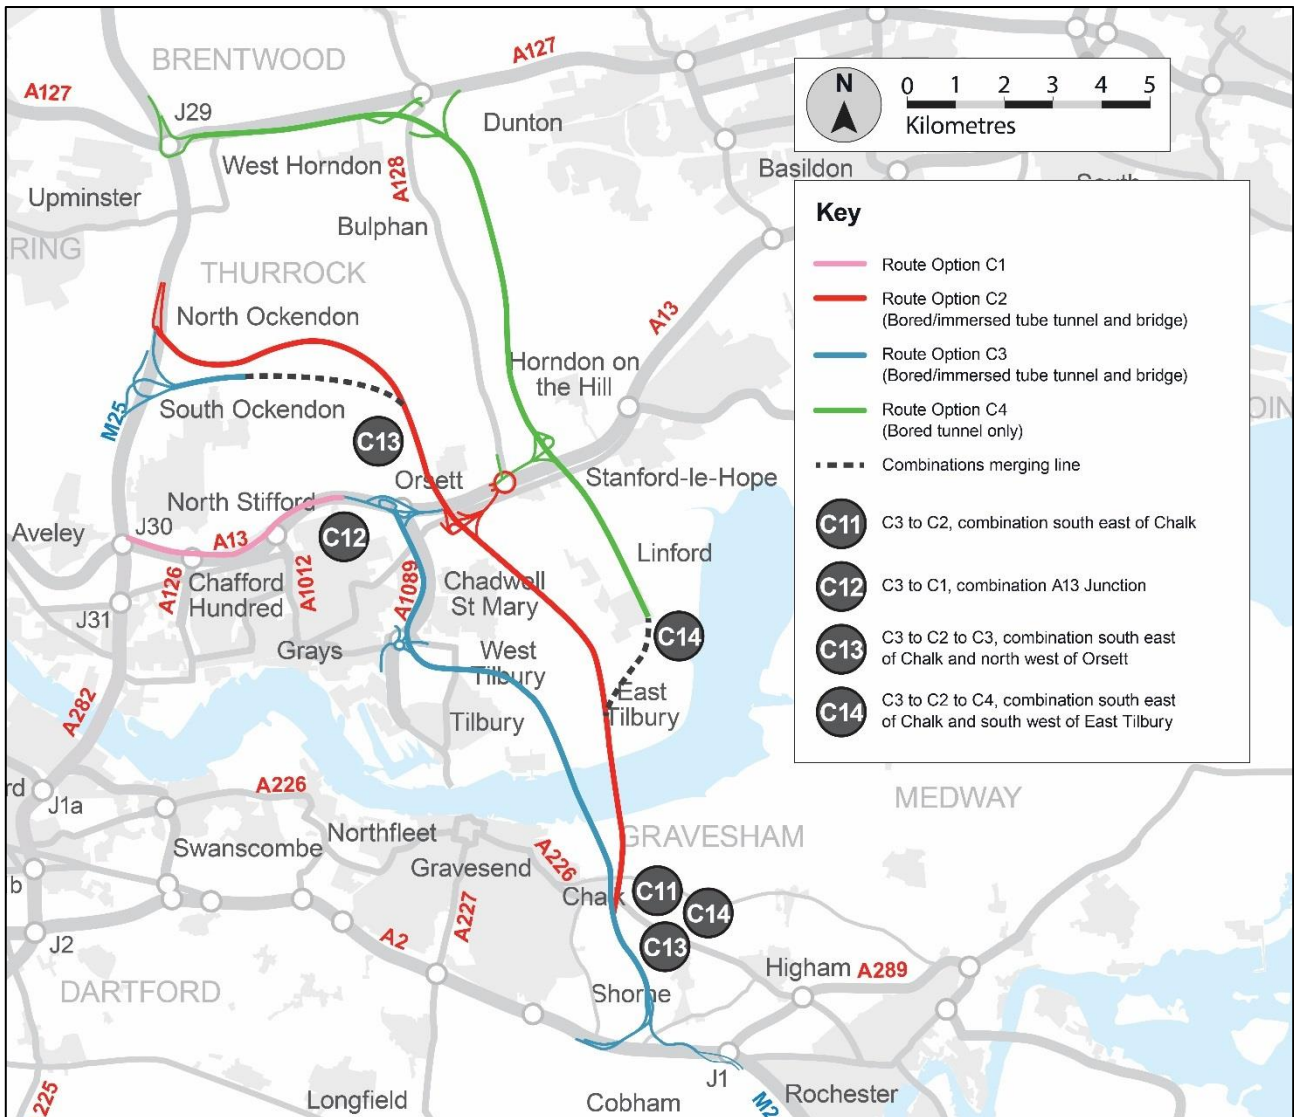 BRENTWOOD
A127
A127
J29
Dunton
N
0 1 2 3 4 5
Kilometres
West Horndon
A128
Basildon
Upminster
Bulphan
RING
THURROCK
North Ockendon
A13
Horndon on
the Hill
M25
South Ockendon
C13
Orsett
North Stifford
Stanford-le-Hope
Aveley
J30
A13
C12
Linford
A126
Chafford
Hundred
A1012
A1089
Chadwell
St Mary
J31
C14
Grays
West
Tilbury
East
Tilbury
A282
Tilbury
rd
J1a
A226
MEDWAY
Northfleet
GRAVESHAM
Swanscombe
Gravesend
A226
b
Chalk
C11
C14
A227
C13
J2
A2
Higham
A289
DARTFORD
Shorne
J1
225
Longfield
Cobham
M2
Rochester
Key
Route Option C1
Route Option C2
(Bored/immersed tube tunnel and bridge)
Route Option C3
(Bored/immersed tube tunnel and bridge)
Route Option C4
(Bored tunnel only)
Combinations merging line
C11 C3 to C2, combination south east of Chalk
C12 C3 to C1, combination A13 Junction
C13 C3 to C2 to C3, combination south east
of Chalk and north west of Orsett
C14 C3 to C2 to C4, combination south east
of Chalk and south west of East Tilbury